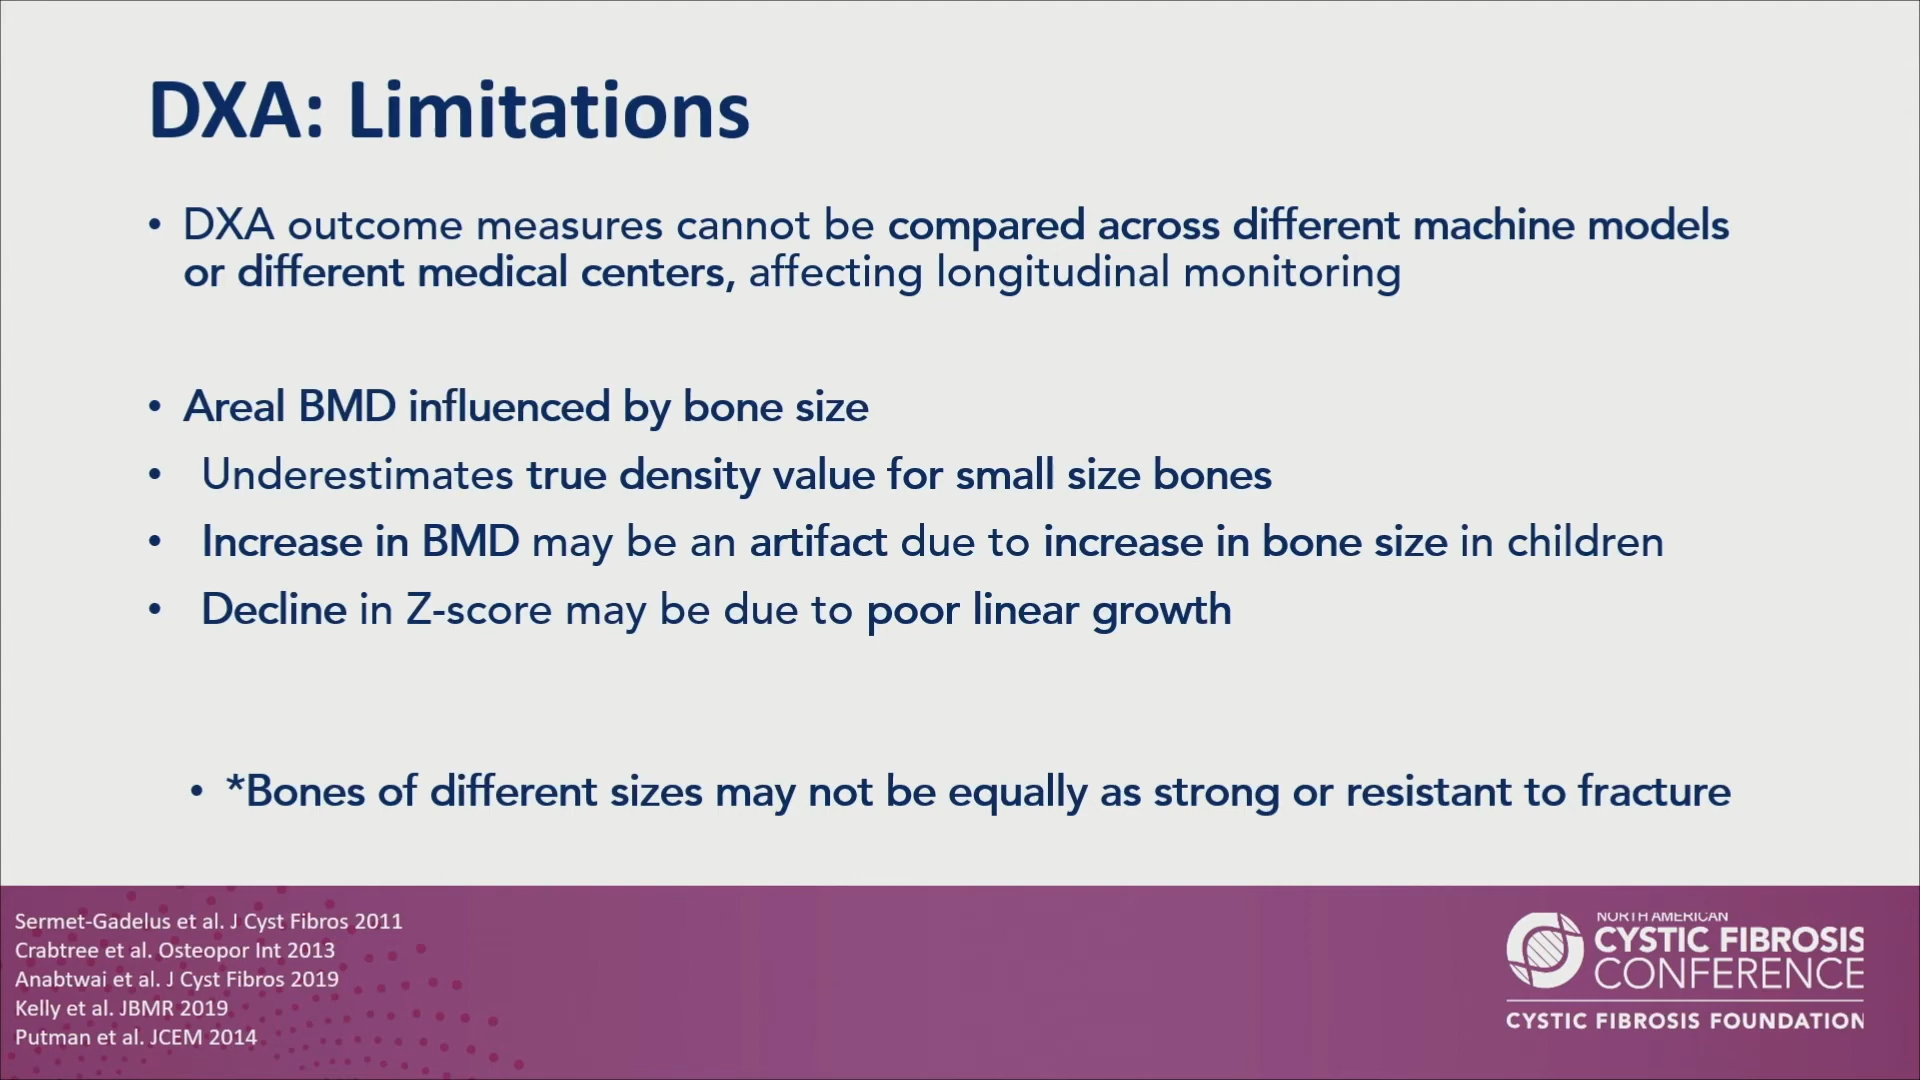 DXA: Limitations
• DXA outcome measures cannot be compared across different machine models
or different medical centers, affecting longitudinal monitoring
• Areal BMD influenced by bone size
• Underestimates true density value for small size bones
• Increase in BMD may be an artifact due to increase in bone size in children
• Decline in Z-score may be due to poor linear growth
• *Bones of different sizes may not be equally as strong or resistant to fracture
Sermet-Gadelus et al. J Cyst Fibros 2011
Crabtree et al. Osteopor Int 2013
Anabtwai et al. J Cyst Fibros 2019
Kelly et al. JBMR 2019
Putman et al. JCEM 2014
NORTH AMERICAN
CYSTIC FIBROSIS
CONFERENCE
CYSTIC FIBROSIS FOUNDATION